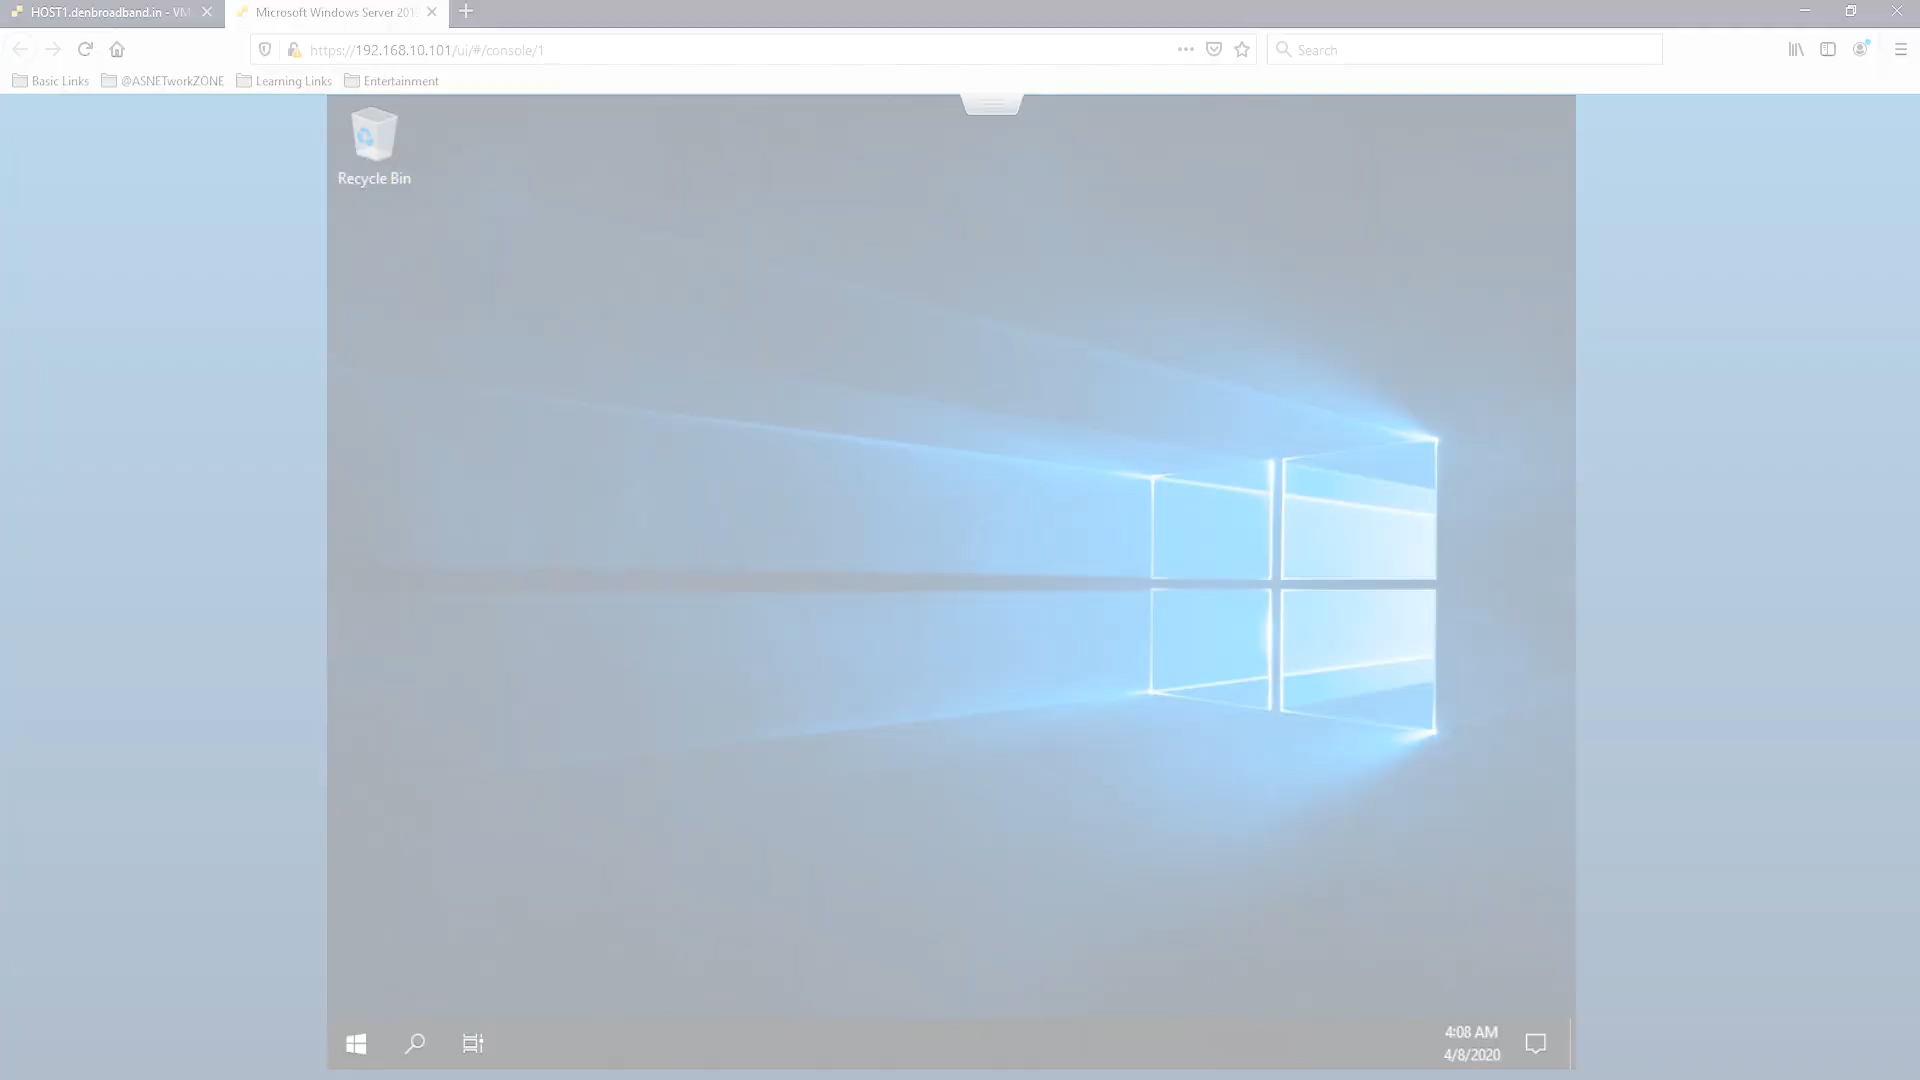 HOST1.denbroadband.in - VM
Microsoft Windows Server 201
https://192.168.10.101/ui/#/console/1
Search
Basic Links
@ASNETworkZONE
Learning Links
Entertainment
Recycle Bin
4:08 AM
4/8/2020